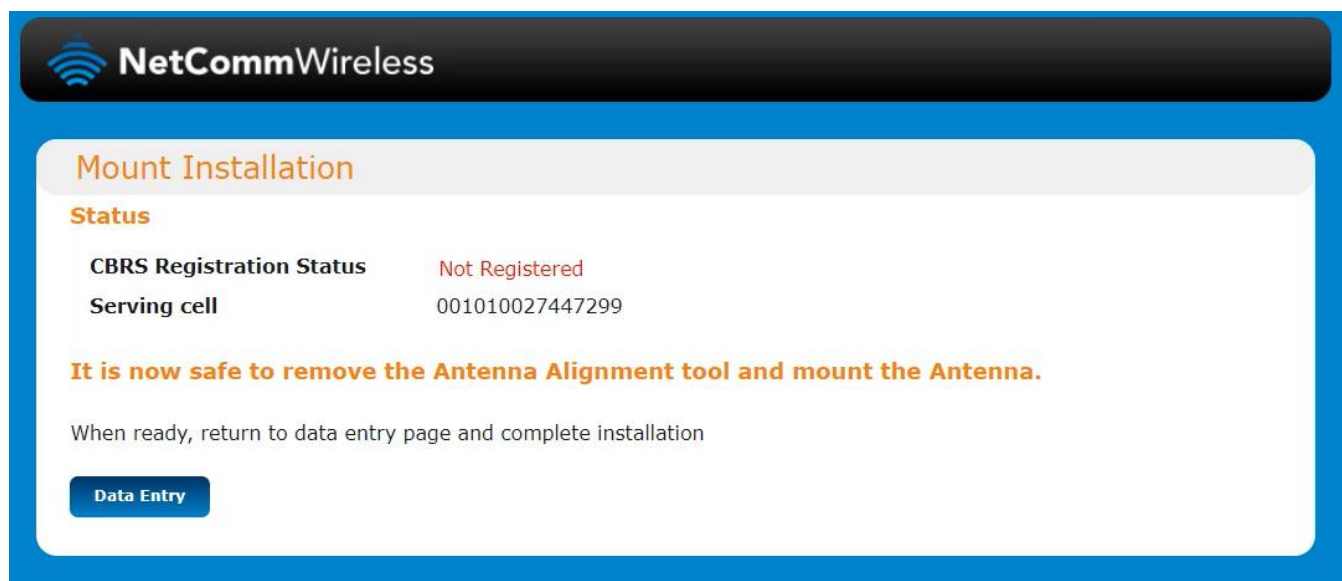 NetCommWireless
Mount Installation
Status
CBRS Registration Status Not Registered
Serving cell 001010027447299
It is now safe to remove the Antenna Alignment tool and mount the Antenna.
When ready, return to data entry page and complete installation
Data Entry